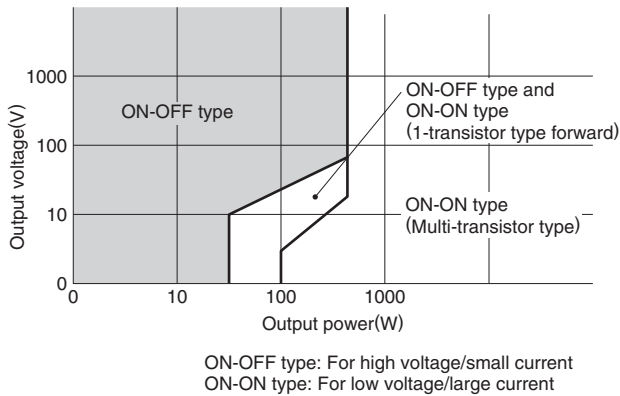 Output voltage(V)
1000
100
10
0
ON-OFF type
ON-OFF type and
ON-ON type
(1-transistor type forward)
ON-ON type
(Multi-transistor type)
0
10
100
1000
Output power(W)
ON-OFF type: For high voltage/small current
ON-ON type: For low voltage/large current